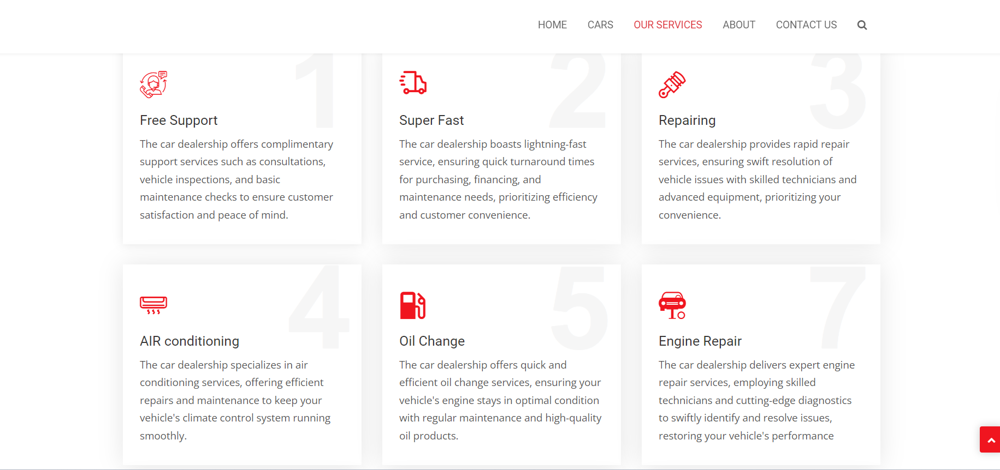 HOME CARS OUR SERVICES ABOUT CONTACT US
1
Free Support
The car dealership offers complimentary
support services such as consultations,
vehicle inspections, and basic
maintenance checks to ensure customer
satisfaction and peace of mind.
2
Super Fast
The car dealership boasts lightning-fast
service, ensuring quick turnaround times
for purchasing, financing, and
maintenance needs, prioritizing efficiency
and customer convenience.
3
Repairing
The car dealership provides rapid repair
services, ensuring swift resolution of
vehicle issues with skilled technicians and
advanced equipment, prioritizing your
convenience.
4
AIR conditioning
The car dealership specializes in air
conditioning services, offering efficient
repairs and maintenance to keep your
vehicle's climate control system running
smoothly.
5
Oil Change
The car dealership offers quick and
efficient oil change services, ensuring your
vehicle's engine stays in optimal condition
with regular maintenance and high-quality
oil products.
7
Engine Repair
The car dealership delivers expert engine
repair services, employing skilled
technicians and cutting-edge diagnostics
to swiftly identify and resolve issues,
restoring your vehicle's performance